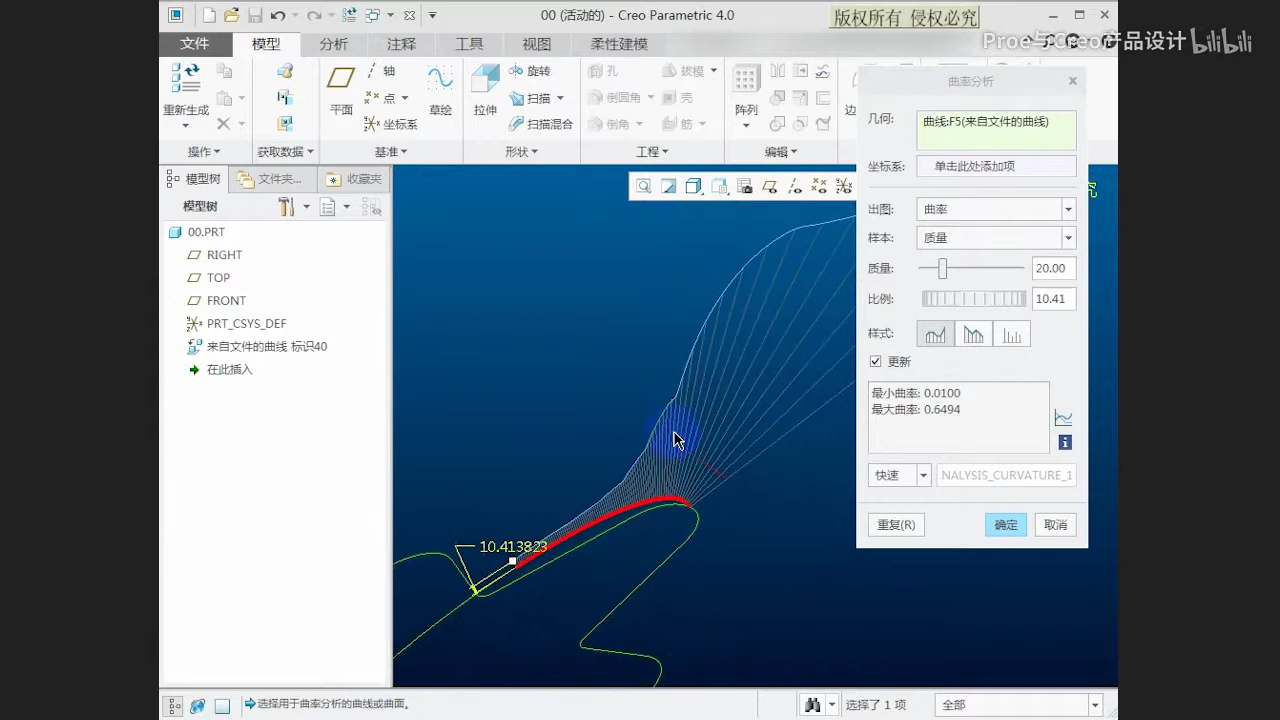 00 (活动的) - Creo Parametric 4.0
版权所有 侵权必究
Proe与Creo产品设计 bilibili
文件 模型 分析 注释 工具 视图 柔性建模
重新生成
操作
获取数据
平面
轴
点
坐标系
草绘
基准
拉伸
旋转
扫描
扫描混合
形状
孔
倒圆角
倒角
拔模
壳
筋
工程
阵列
编辑
边
模型树 文件夹... 收藏夹
模型树
00.PRT
RIGHT
TOP
FRONT
PRT_CSYS_DEF
来自文件的曲线 标识40
在此插入
10.413823
曲率分析
几何: 曲线:F5(来自文件的曲线)
坐标系: 单击此处添加项
出图: 曲率
样本: 质量
质量: 20.00
比例: 10.41
样式:
更新
最小曲率: 0.0100
最大曲率: 0.6494
快速 NALYSIS_CURVATURE_1
重复(R) 确定 取消
选择用于曲率分析的曲线或曲面。
选择了 1 项 全部